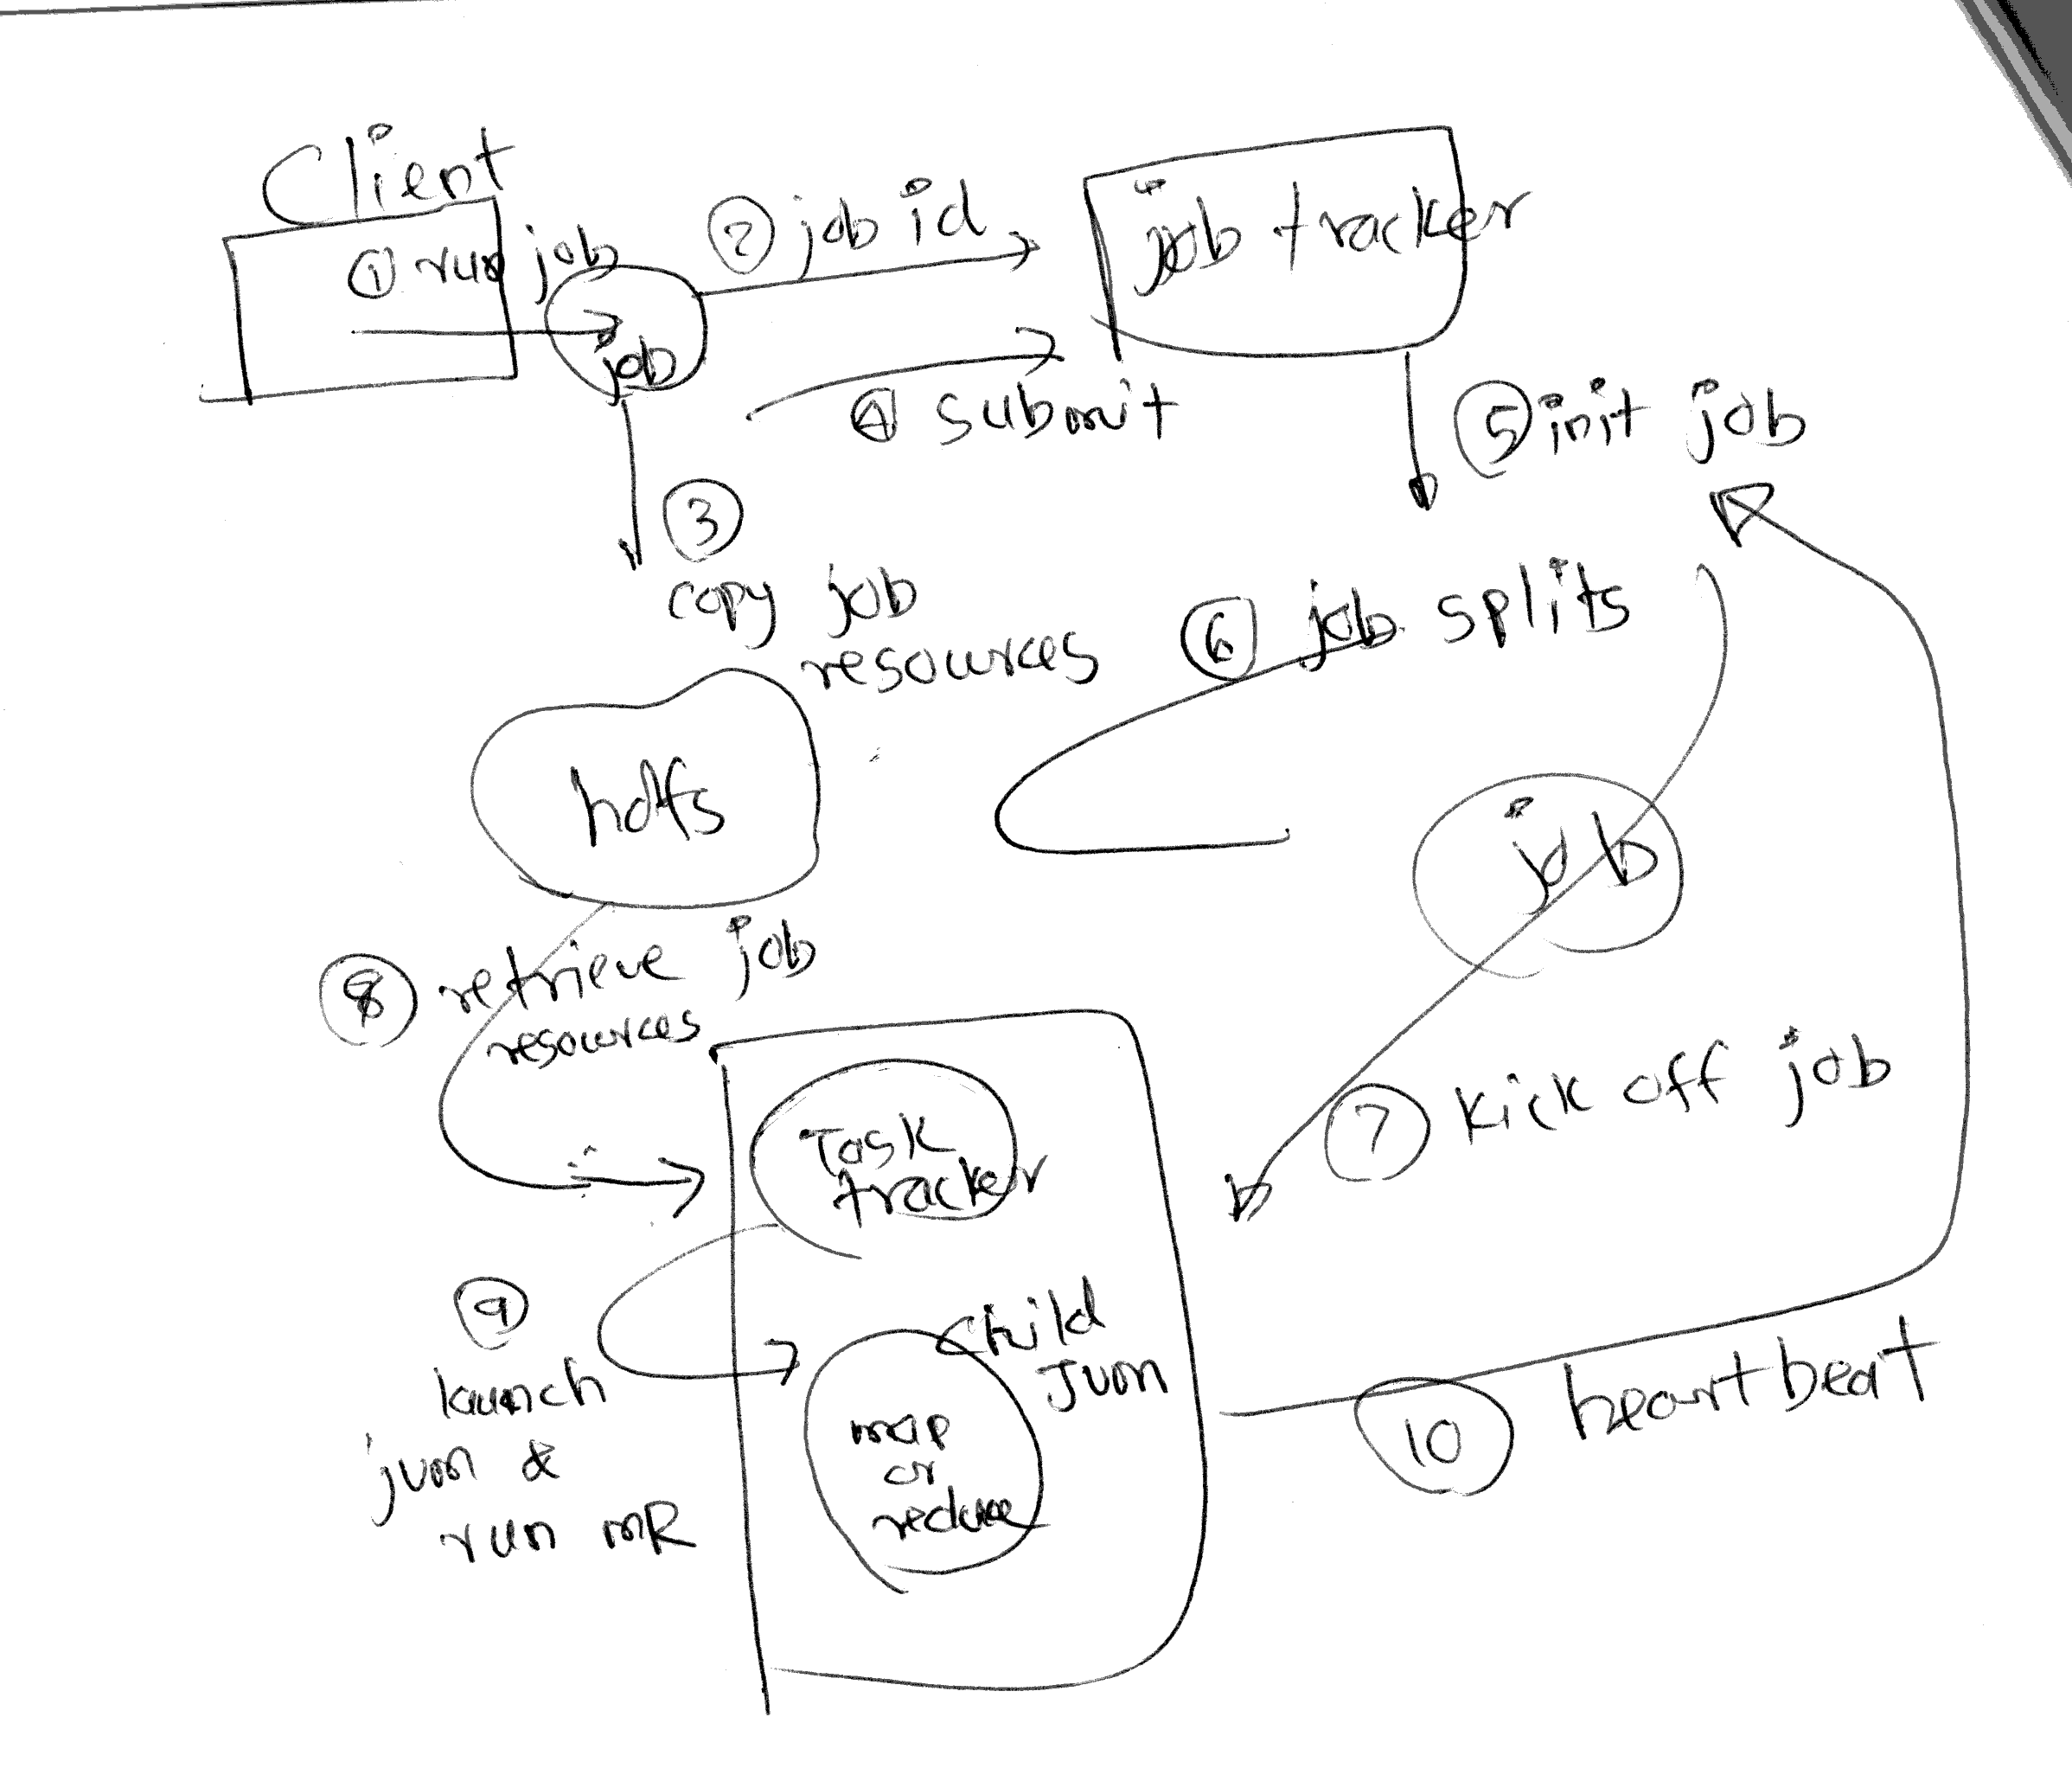 Client
① run job
job
② job id
job tracker
④ submit
⑤ init job
③
copy job
resources
⑥ job splits
hdfs
job
⑧ retrieve job
resources
⑦ kick off job
Task
tracker
⑨
launch
jvm &
run MR
child
Jvm
map
or
reduce
⑩ heartbeat